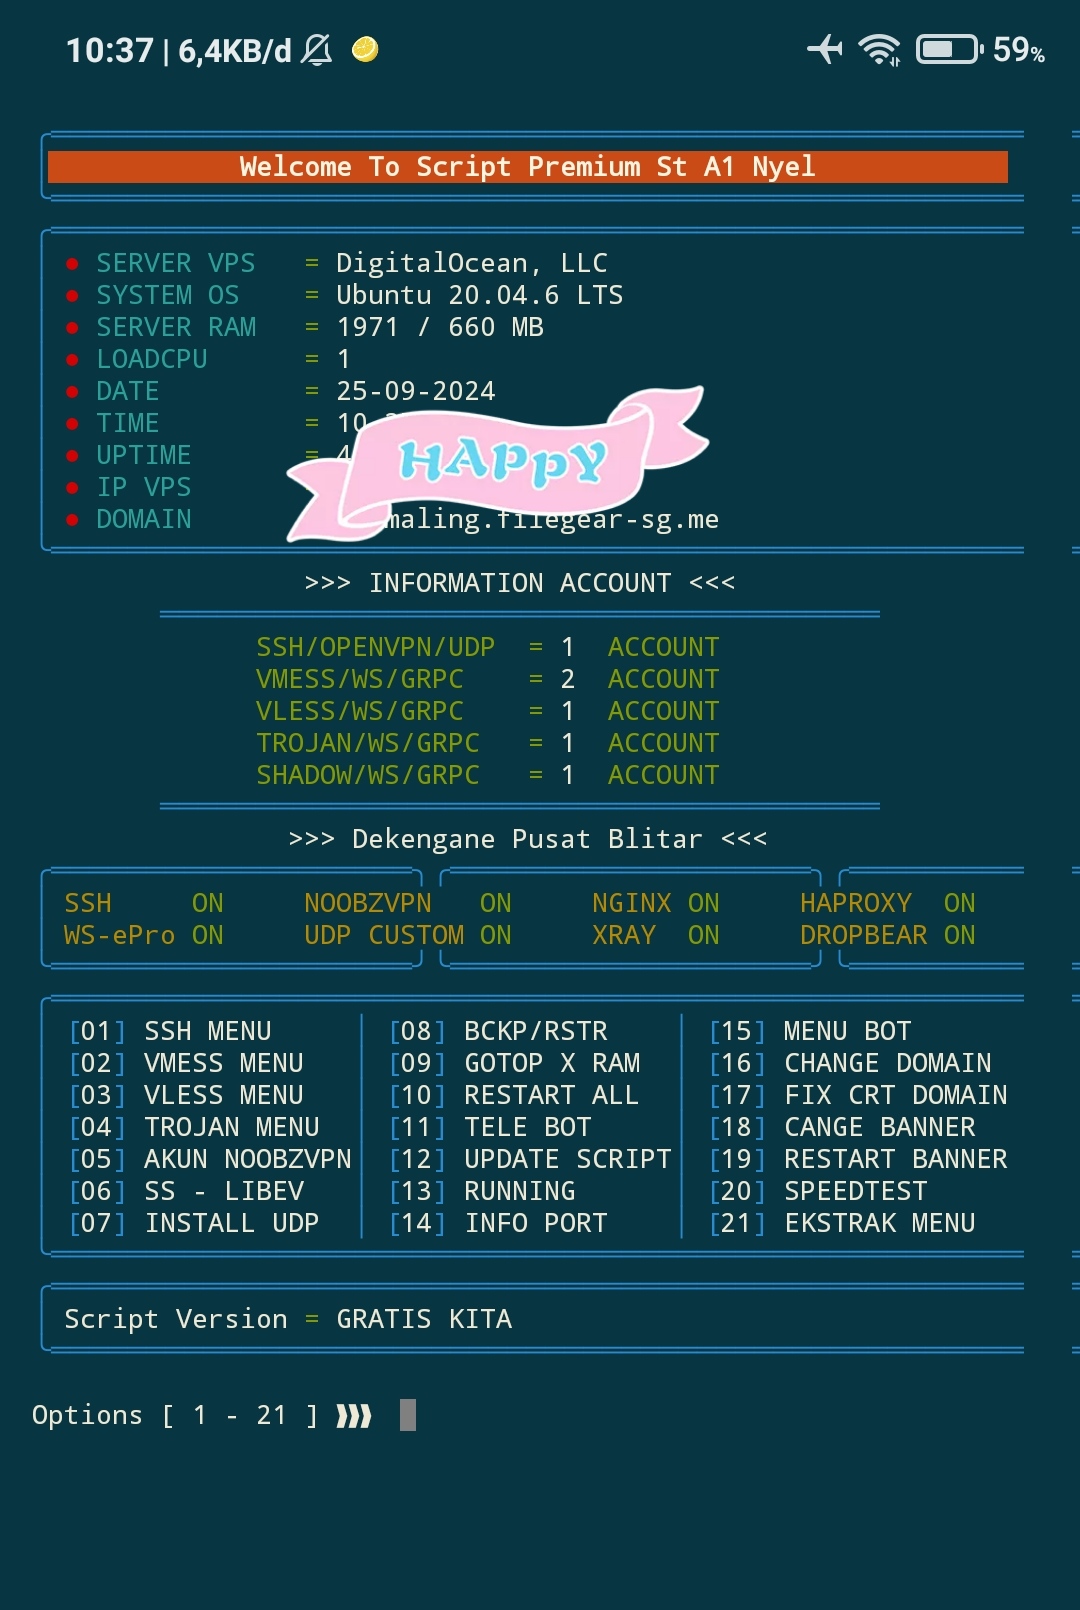 10:37 | 6,4KB/d 59%
Welcome To Script Premium St A1 Nyel
● SERVER VPS = DigitalOcean, LLC
● SYSTEM OS = Ubuntu 20.04.6 LTS
● SERVER RAM = 1971 / 660 MB
● LOADCPU = 1
● DATE = 25-09-2024
● TIME = 10
● UPTIME = 4
HAppy
● IP VPS
● DOMAIN maling.filegear-sg.me
>>> INFORMATION ACCOUNT <<<
SSH/OPENVPN/UDP = 1 ACCOUNT
VMESS/WS/GRPC = 2 ACCOUNT
VLESS/WS/GRPC = 1 ACCOUNT
TROJAN/WS/GRPC = 1 ACCOUNT
SHADOW/WS/GRPC = 1 ACCOUNT
>>> Dekengane Pusat Blitar <<<
SSH ON NOOBZVPN ON NGINX ON HAPROXY ON
WS-ePro ON UDP CUSTOM ON XRAY ON DROPBEAR ON
[01] SSH MENU [08] BCKP/RSTR [15] MENU BOT
[02] VMESS MENU [09] GOTOP X RAM [16] CHANGE DOMAIN
[03] VLESS MENU [10] RESTART ALL [17] FIX CRT DOMAIN
[04] TROJAN MENU [11] TELE BOT [18] CANGE BANNER
[05] AKUN NOOBZVPN [12] UPDATE SCRIPT [19] RESTART BANNER
[06] SS - LIBEV [13] RUNNING [20] SPEEDTEST
[07] INSTALL UDP [14] INFO PORT [21] EKSTRAK MENU
Script Version = GRATIS KITA
Options [ 1 - 21 ] ❱❱❱